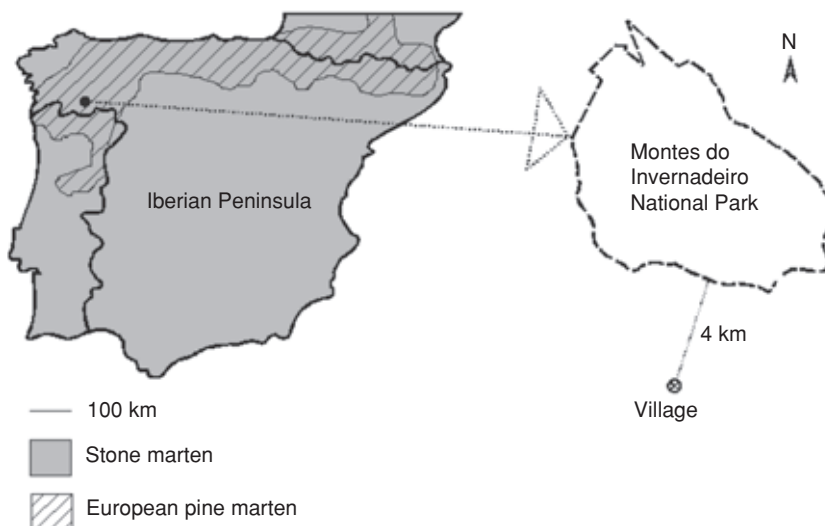 Iberian Peninsula
N
Montes do
Invernadeiro
National Park
4 km
Village
100 km
Stone marten
European pine marten